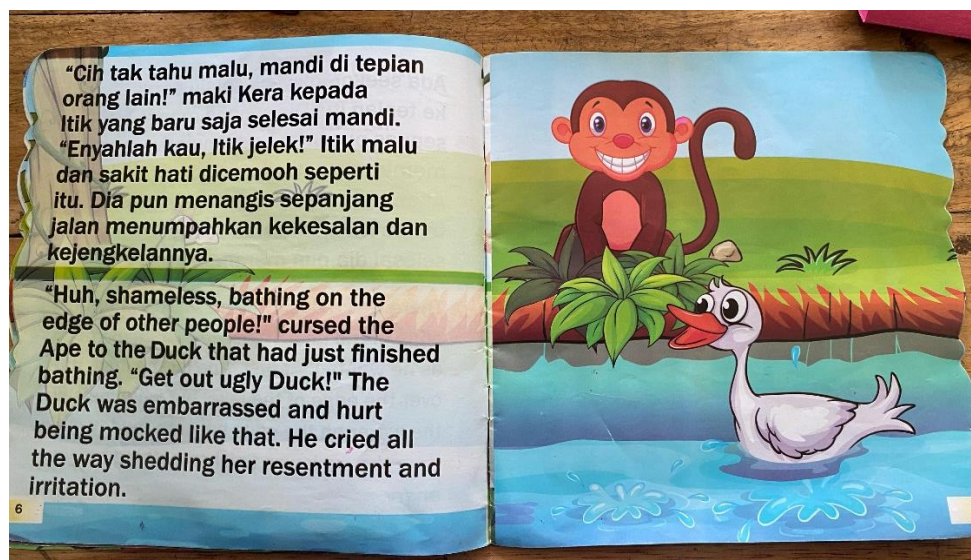 “Cih tak tahu malu, mandi di tepian
orang lain!” maki Kera kepada
Itik yang baru saja selesai mandi.
“Enyahlah kau, Itik jelek!” Itik malu
dan sakit hati dicemooh seperti
itu. Dia pun menangis sepanjang
jalan menumpahkan kekesalan dan
kejengkelannya.
“Huh, shameless, bathing on the
edge of other people!" cursed the
Ape to the Duck that had just finished
bathing. “Get out ugly Duck!" The
Duck was embarrassed and hurt
being mocked like that. He cried all
the way shedding her resentment and
irritation.
6